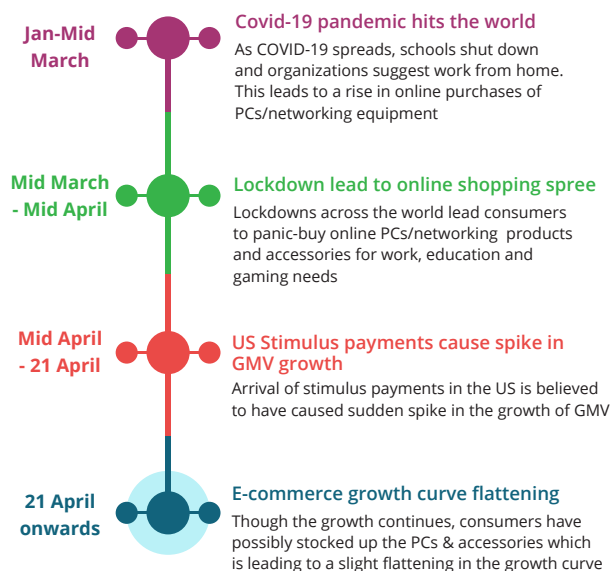 Jan-Mid
March
Covid-19 pandemic hits the world
As COVID-19 spreads, schools shut down
and organizations suggest work from home.
This leads to a rise in online purchases of
PCs/networking equipment
Mid March
- Mid April
Lockdown lead to online shopping spree
Lockdowns across the world lead consumers
to panic-buy online PCs/networking products
and accessories for work, education and
gaming needs
Mid April
- 21 April
US Stimulus payments cause spike in
GMV growth
Arrival of stimulus payments in the US is believed
to have caused sudden spike in the growth of GMV
21 April
onwards
E-commerce growth curve flattening
Though the growth continues, consumers have
possibly stocked up the PCs & accessories which
is leading to a slight flattening in the growth curve